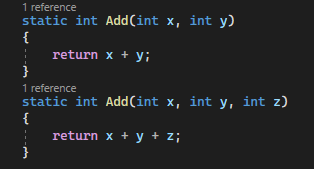 1 reference
static int Add(int x, int y)
{
    return x + y;
}
1 reference
static int Add(int x, int y, int z)
{
    return x + y + z;
}